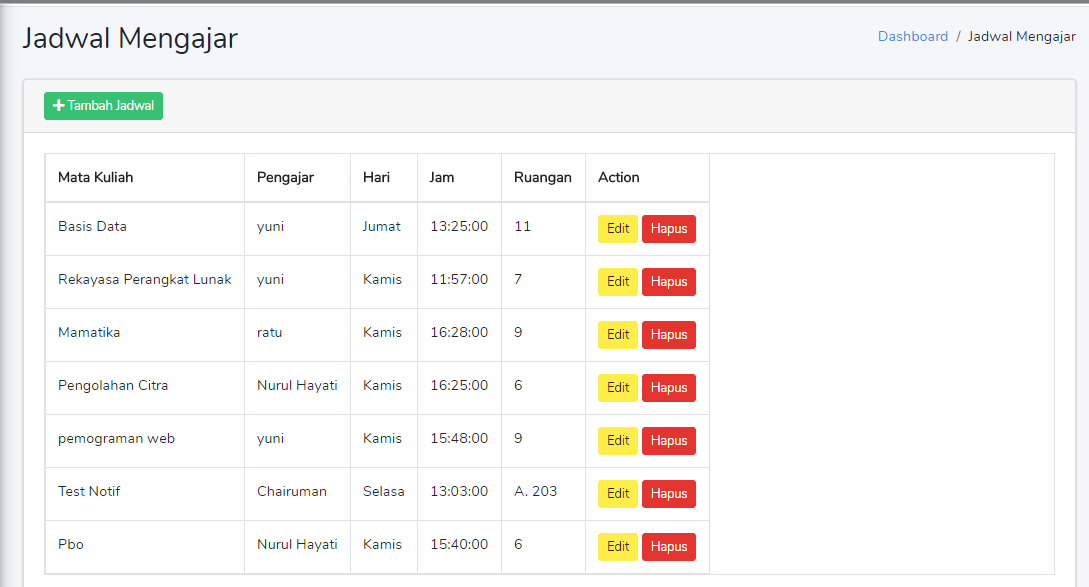 Jadwal Mengajar
Dashboard / Jadwal Mengajar
Tambah Jadwal
Mata Kuliah Pengajar Hari Jam Ruangan Action
Basis Data yuni Jumat 13:25:00 11 Edit Hapus
Rekayasa Perangkat Lunak yuni Kamis 11:57:00 7 Edit Hapus
Mamatika ratu Kamis 16:28:00 9 Edit Hapus
Pengolahan Citra Nurul Hayati Kamis 16:25:00 6 Edit Hapus
pemograman web yuni Kamis 15:48:00 9 Edit Hapus
Test Notif Chairuman Selasa 13:03:00 A. 203 Edit Hapus
Pbo Nurul Hayati Kamis 15:40:00 6 Edit Hapus